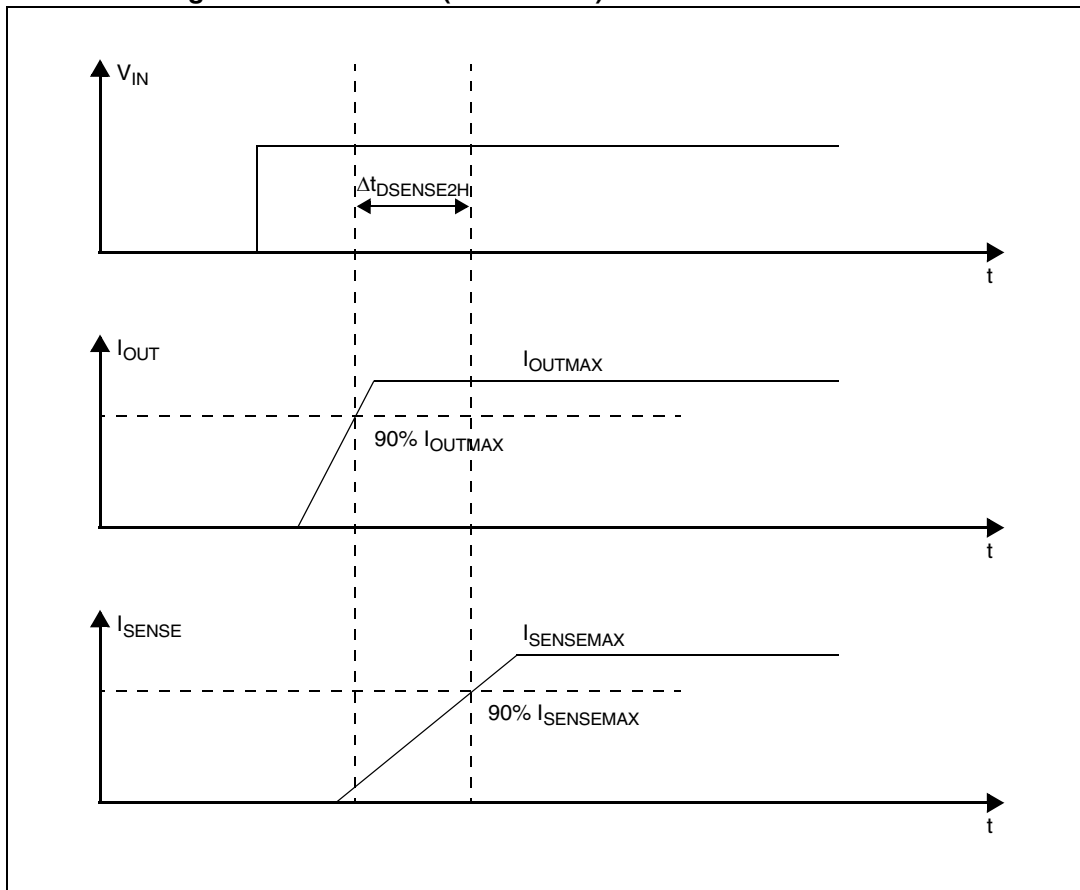 V_IN
Δt_DSENSE2H
t
I_OUT
I_OUTMAX
90% I_OUTMAX
t
I_SENSE
I_SENSEMAX
90% I_SENSEMAX
t